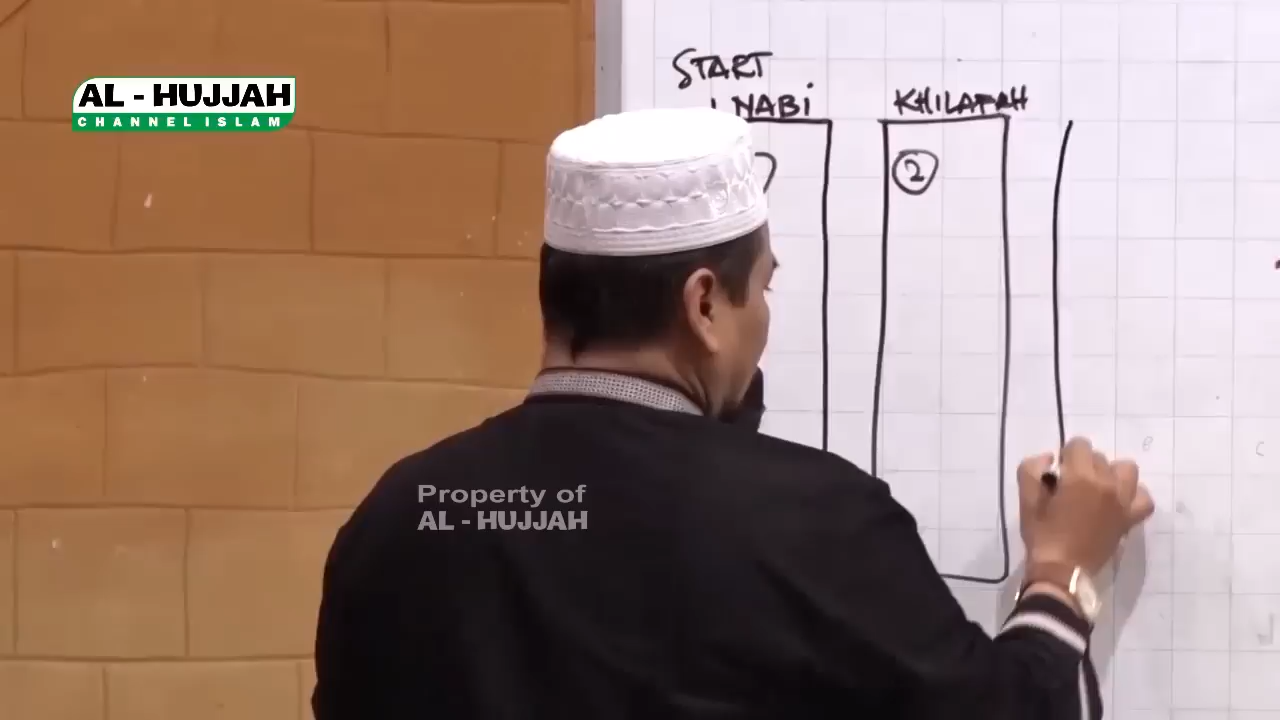 AL - HUJJAH
CHANNEL ISLAM
START
NABI
KHILAFAH
2
Property of
AL - HUJJAH